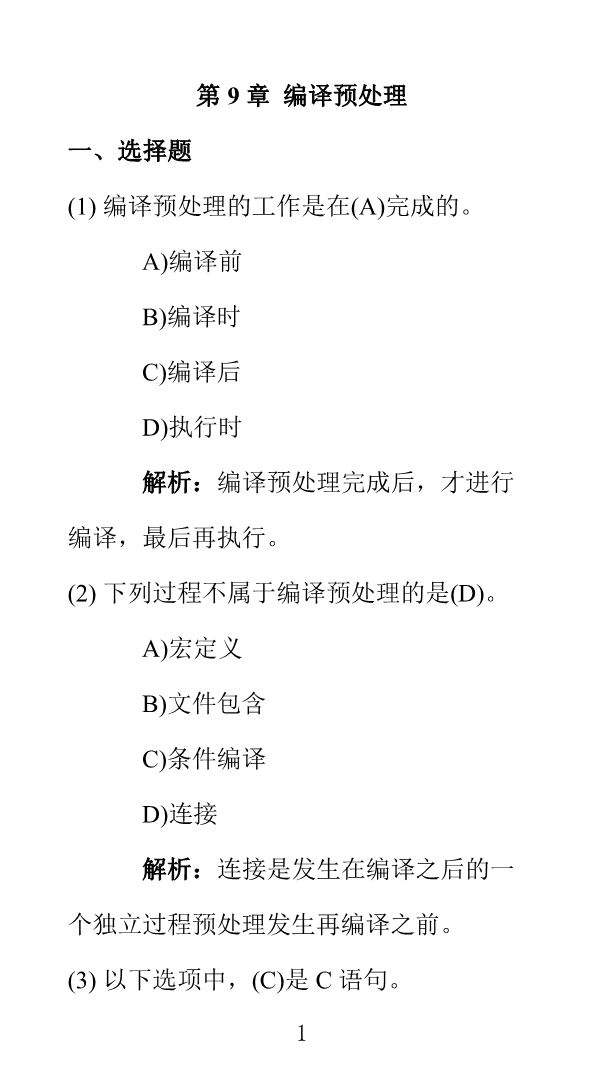 第 9 章 编译预处理
一、选择题
(1) 编译预处理的工作是在(A)完成的。
A)编译前
B)编译时
C)编译后
D)执行时
解析：编译预处理完成后，才进行
编译，最后再执行。
(2) 下列过程不属于编译预处理的是(D)。
A)宏定义
B)文件包含
C)条件编译
D)连接
解析：连接是发生在编译之后的一
个独立过程预处理发生再编译之前。
(3) 以下选项中，(C)是 C 语句。
1